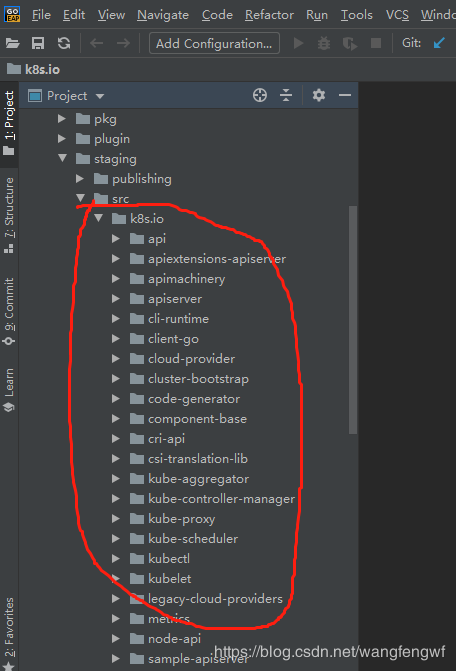 GO
EAP
File Edit View Navigate Code Refactor Run Tools VCS Windo
Add Configuration... Git:
k8s.io
1: Project
7: Structure
9: Commit
Learn
2: Favorites
Project
pkg
plugin
staging
publishing
src
k8s.io
api
apiextensions-apiserver
apimachinery
apiserver
cli-runtime
client-go
cloud-provider
cluster-bootstrap
code-generator
component-base
cri-api
csi-translation-lib
kube-aggregator
kube-controller-manager
kube-proxy
kube-scheduler
kubectl
kubelet
legacy-cloud-providers
metrics
node-api
sample-apiserver
https://blog.csdn.net/wangfengwf